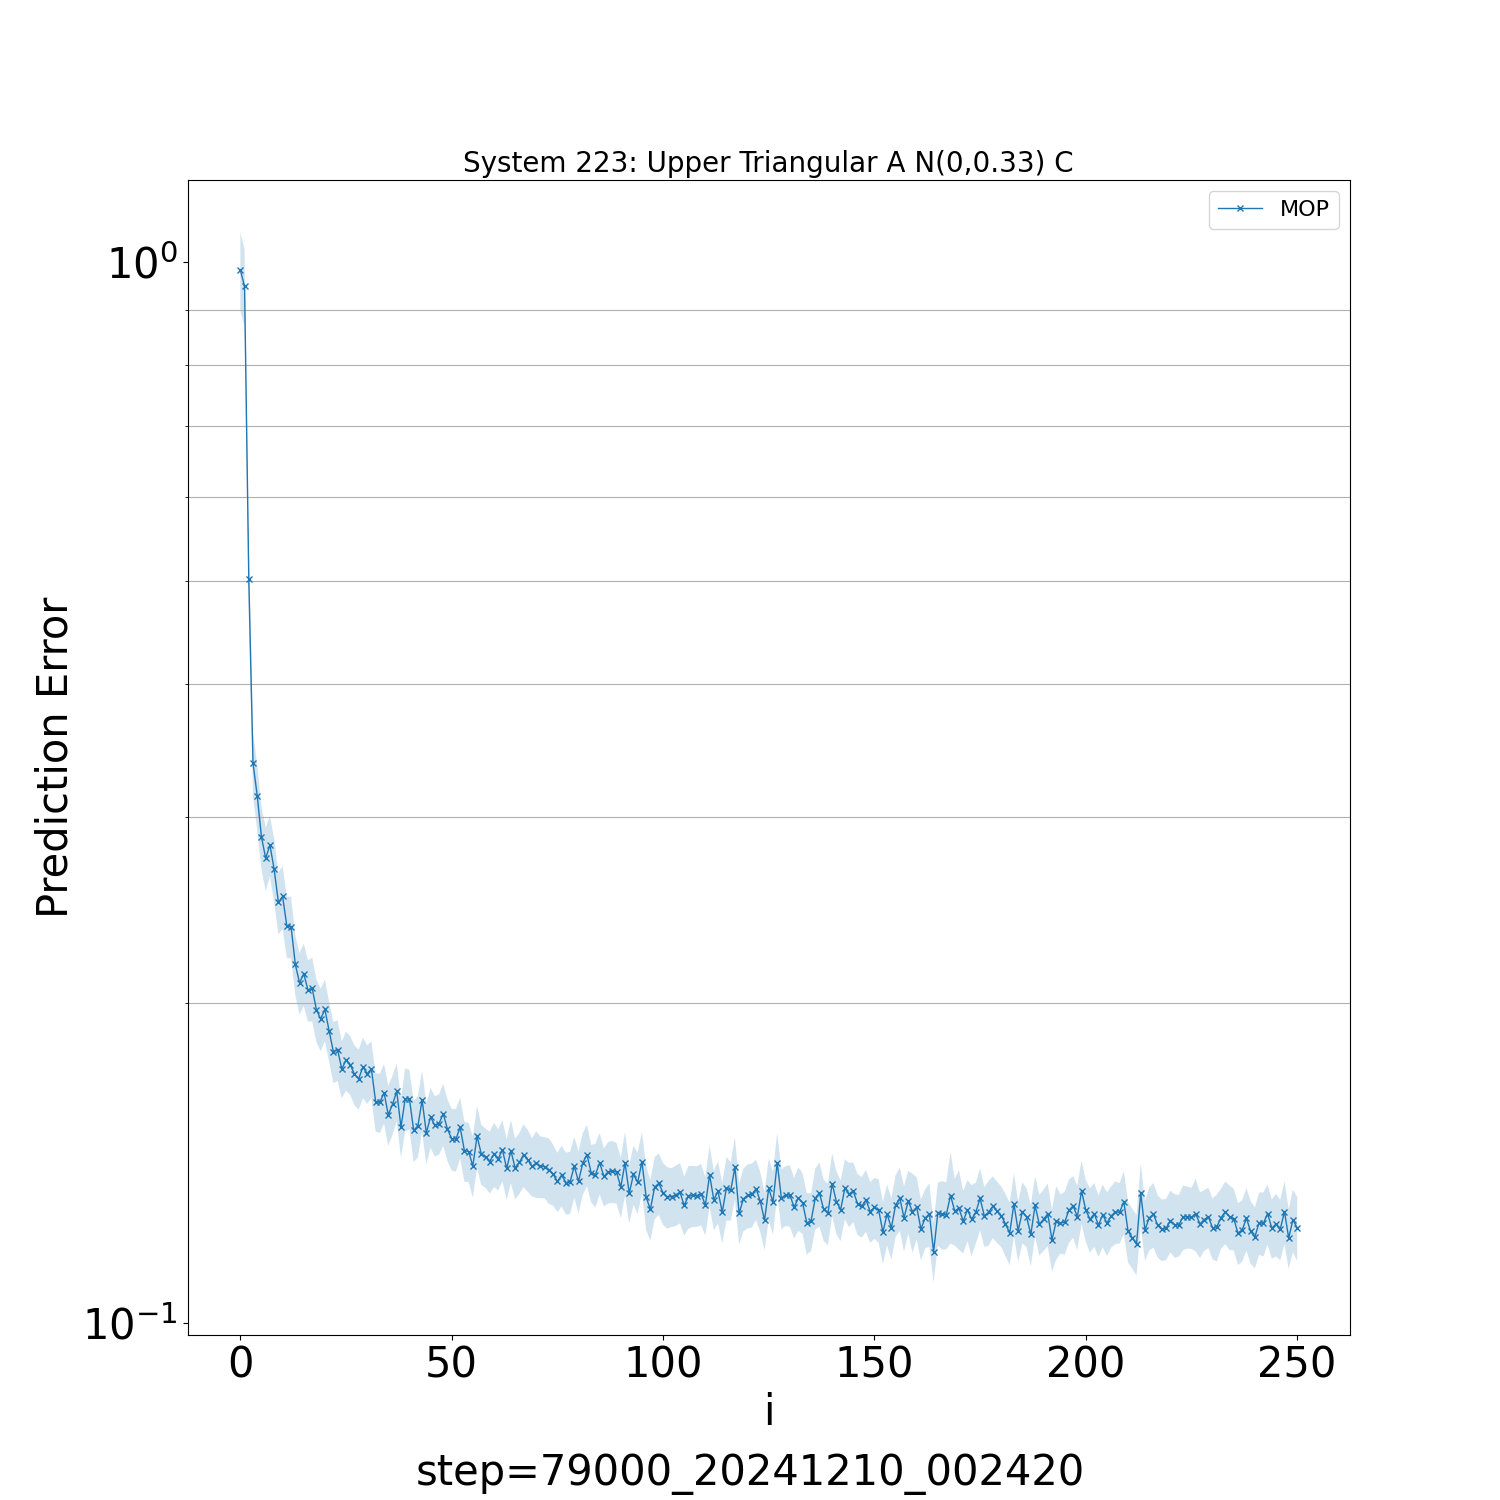 System 223: Upper Triangular A N(0,0.33) C
MOP
10⁰
10⁻¹
Prediction Error
0 50 100 150 200 250
i
step=79000_20241210_002420